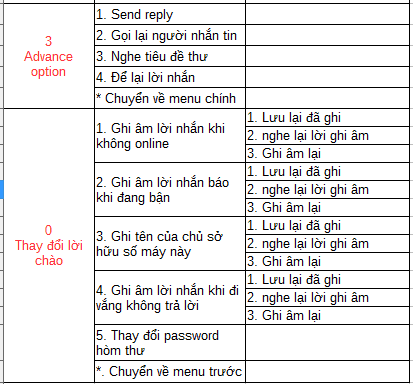 1. Send reply
2. Gọi lại người nhắn tin
3
Advance
option
3. Nghe tiêu đề thư
4. Để lại lời nhắn
* Chuyển về menu chính
0
Thay đổi lời
chào
1. Ghi âm lời nhắn khi
không online
1. Lưu lại đã ghi
2. nghe lại lời ghi âm
3. Ghi âm lại
2. Ghi âm lời nhắn báo
khi đang bận
1. Lưu lại đã ghi
2. nghe lại lời ghi âm
3. Ghi âm lại
3. Ghi tên của chủ sở
hữu số máy này
1. Lưu lại đã ghi
2. nghe lại lời ghi âm
3. Ghi âm lại
4. Ghi âm lời nhắn khi đi
vắng không trả lời
1. Lưu lại đã ghi
2. nghe lại lời ghi âm
3. Ghi âm lại
5. Thay đổi password
hòm thư
*. Chuyển về menu trước